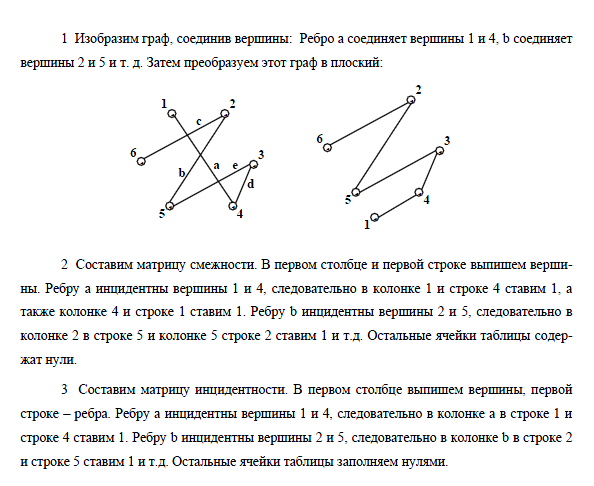 1 Изобразим граф, соединив вершины: Ребро a соединяет вершины 1 и 4, b соединяет
вершины 2 и 5 и т. д. Затем преобразуем этот граф в плоский:
1 2 c 6 3 b a e d 5 4
2 6 3 5 4 1
2 Составим матрицу смежности. В первом столбце и первой строке выпишем верши-
ны. Ребру a инцидентны вершины 1 и 4, следовательно в колонке 1 и строке 4 ставим 1, а
также колонке 4 и строке 1 ставим 1. Ребру b инцидентны вершины 2 и 5, следовательно в
колонке 2 в строке 5 и колонке 5 строке 2 ставим 1 и т.д. Остальные ячейки таблицы содер-
жат нули.
3 Составим матрицу инцидентности. В первом столбце выпишем вершины, первой
строке – ребра. Ребру a инцидентны вершины 1 и 4, следовательно в колонке a в строке 1 и
строке 4 ставим 1. Ребру b инцидентны вершины 2 и 5, следовательно в колонке b в строке 2
и строке 5 ставим 1 и т.д. Остальные ячейки таблицы заполняем нулями.